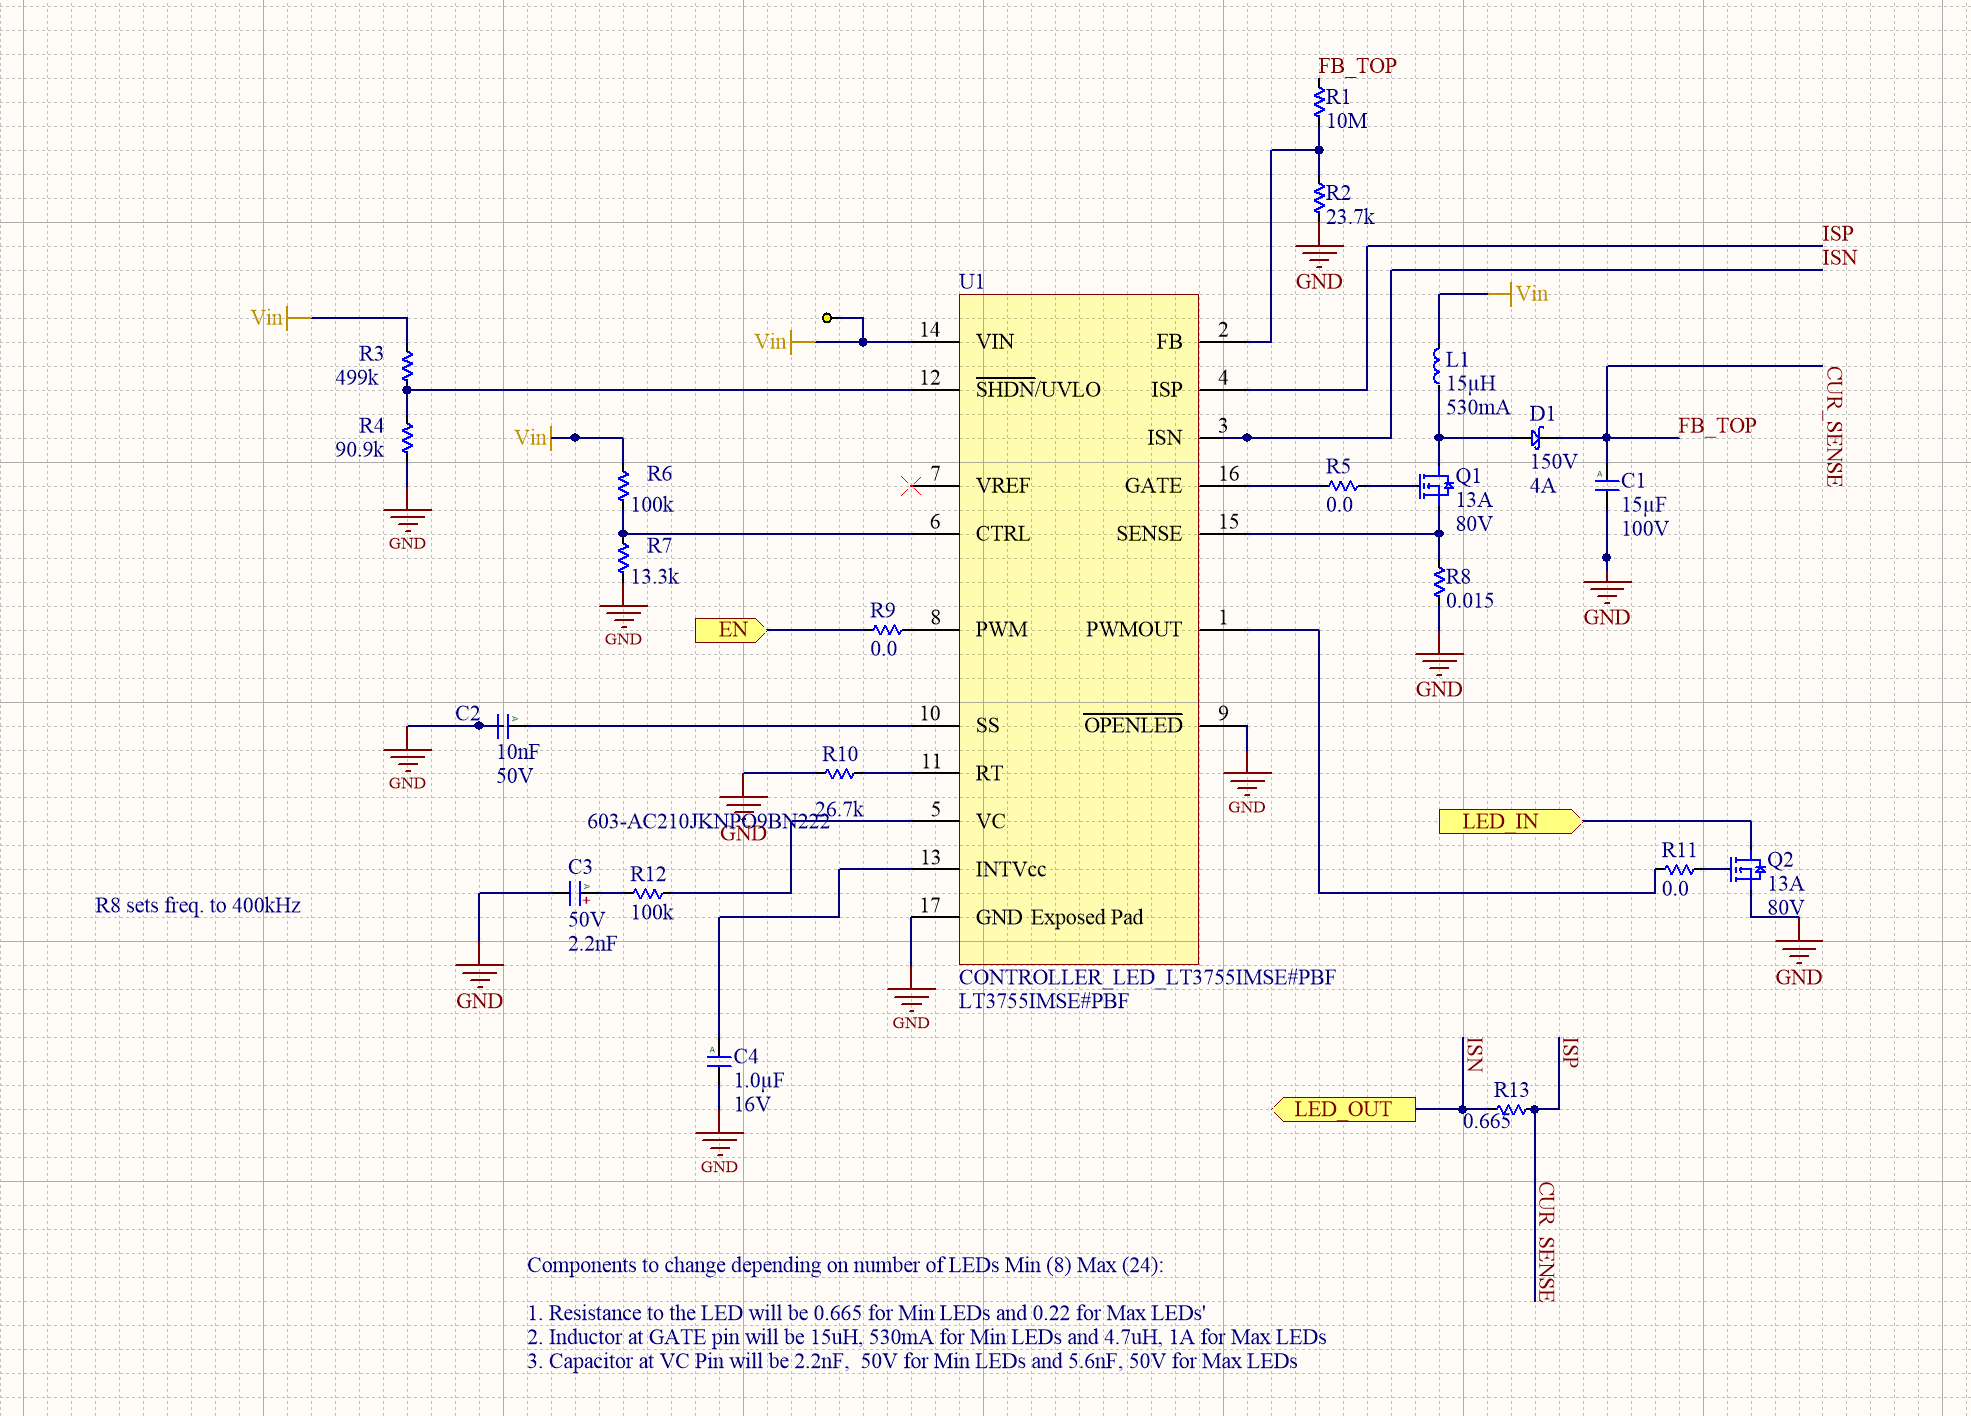 FB_TOP
R1
10M
R2
23.7k
GND
ISP
ISN
U1
Vin
Vin
R3
499k
R4
90.9k
GND
Vin
Vin
R6
100k
R7
13.3k
GND
EN
R9
0.0
14
VIN
12
SHDN/UVLO
7
VREF
6
CTRL
8
PWM
10
SS
11
RT
5
VC
13
INTVcc
17
GND Exposed Pad
FB
2
ISP
4
ISN
3
GATE
16
SENSE
15
PWMOUT
1
OPENLED
9
GND
L1
15µH
530mA
D1
150V
4A
FB_TOP
CUR_SENSE
R5
0.0
Q1
13A
80V
C1
15µF
100V
GND
R8
0.015
GND
C2
A
10nF
50V
GND
R10
26.7k
603-AC210JKNPO9BN222
GND
C3
A
50V
2.2nF
R12
100k
GND
R8 sets freq. to 400kHz
GND
CONTROLLER_LED_LT3755IMSE#PBF
LT3755IMSE#PBF
A
C4
1.0µF
16V
GND
LED_IN
R11
0.0
Q2
13A
80V
GND
ISN
ISP
LED_OUT
R13
0.665
CUR_SENSE
Components to change depending on number of LEDs Min (8) Max (24):
1. Resistance to the LED will be 0.665 for Min LEDs and 0.22 for Max LEDs'
2. Inductor at GATE pin will be 15uH, 530mA for Min LEDs and 4.7uH, 1A for Max LEDs
3. Capacitor at VC Pin will be 2.2nF,  50V for Min LEDs and 5.6nF, 50V for Max LEDs